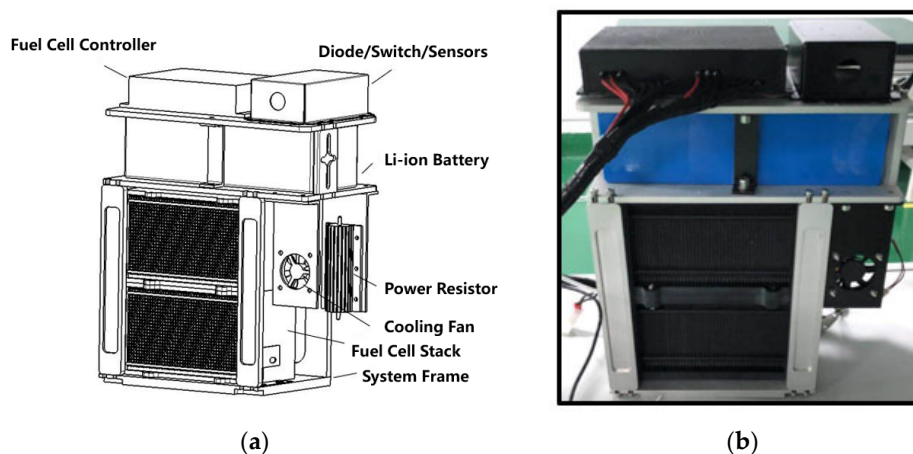 Fuel Cell Controller
Diode/Switch/Sensors
Li-ion Battery
Power Resistor
Cooling Fan
Fuel Cell Stack
System Frame
(a)
(b)